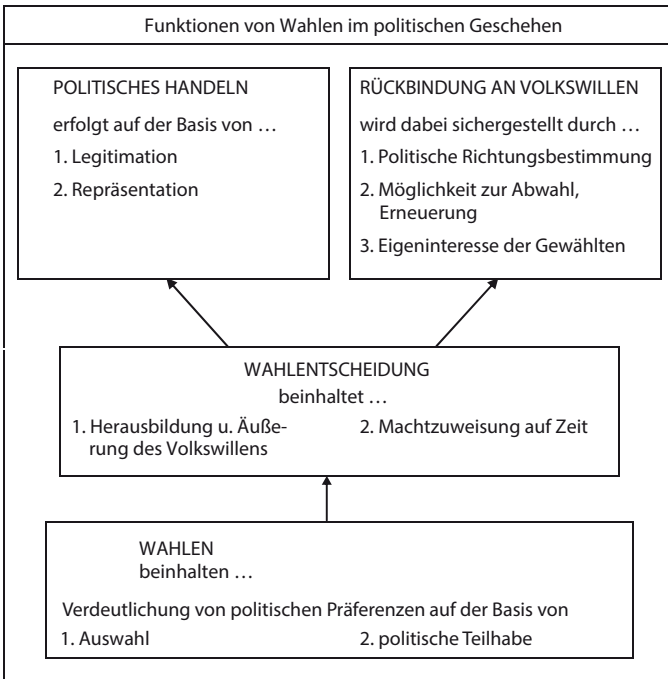 Funktionen von Wahlen im politischen Geschehen
POLITISCHES HANDELN
erfolgt auf der Basis von …
1. Legitimation
2. Repräsentation
RÜCKBINDUNG AN VOLKSWILLEN
wird dabei sichergestellt durch …
1. Politische Richtungsbestimmung
2. Möglichkeit zur Abwahl,
Erneuerung
3. Eigeninteresse der Gewählten
WAHLENTSCHEIDUNG
beinhaltet …
1. Herausbildung u. Äuße-
rung des Volkswillens
2. Machtzuweisung auf Zeit
WAHLEN
beinhalten …
Verdeutlichung von politischen Präferenzen auf der Basis von
1. Auswahl
2. politische Teilhabe